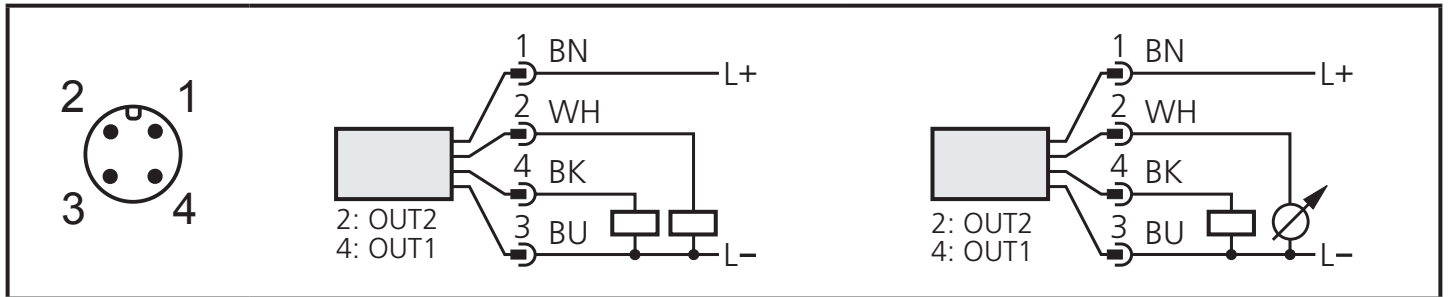 2 1
3 4
1 BN L+
2 WH
4 BK
3 BU L–
2: OUT2
4: OUT1
1 BN L+
2 WH
4 BK
3 BU L–
2: OUT2
4: OUT1